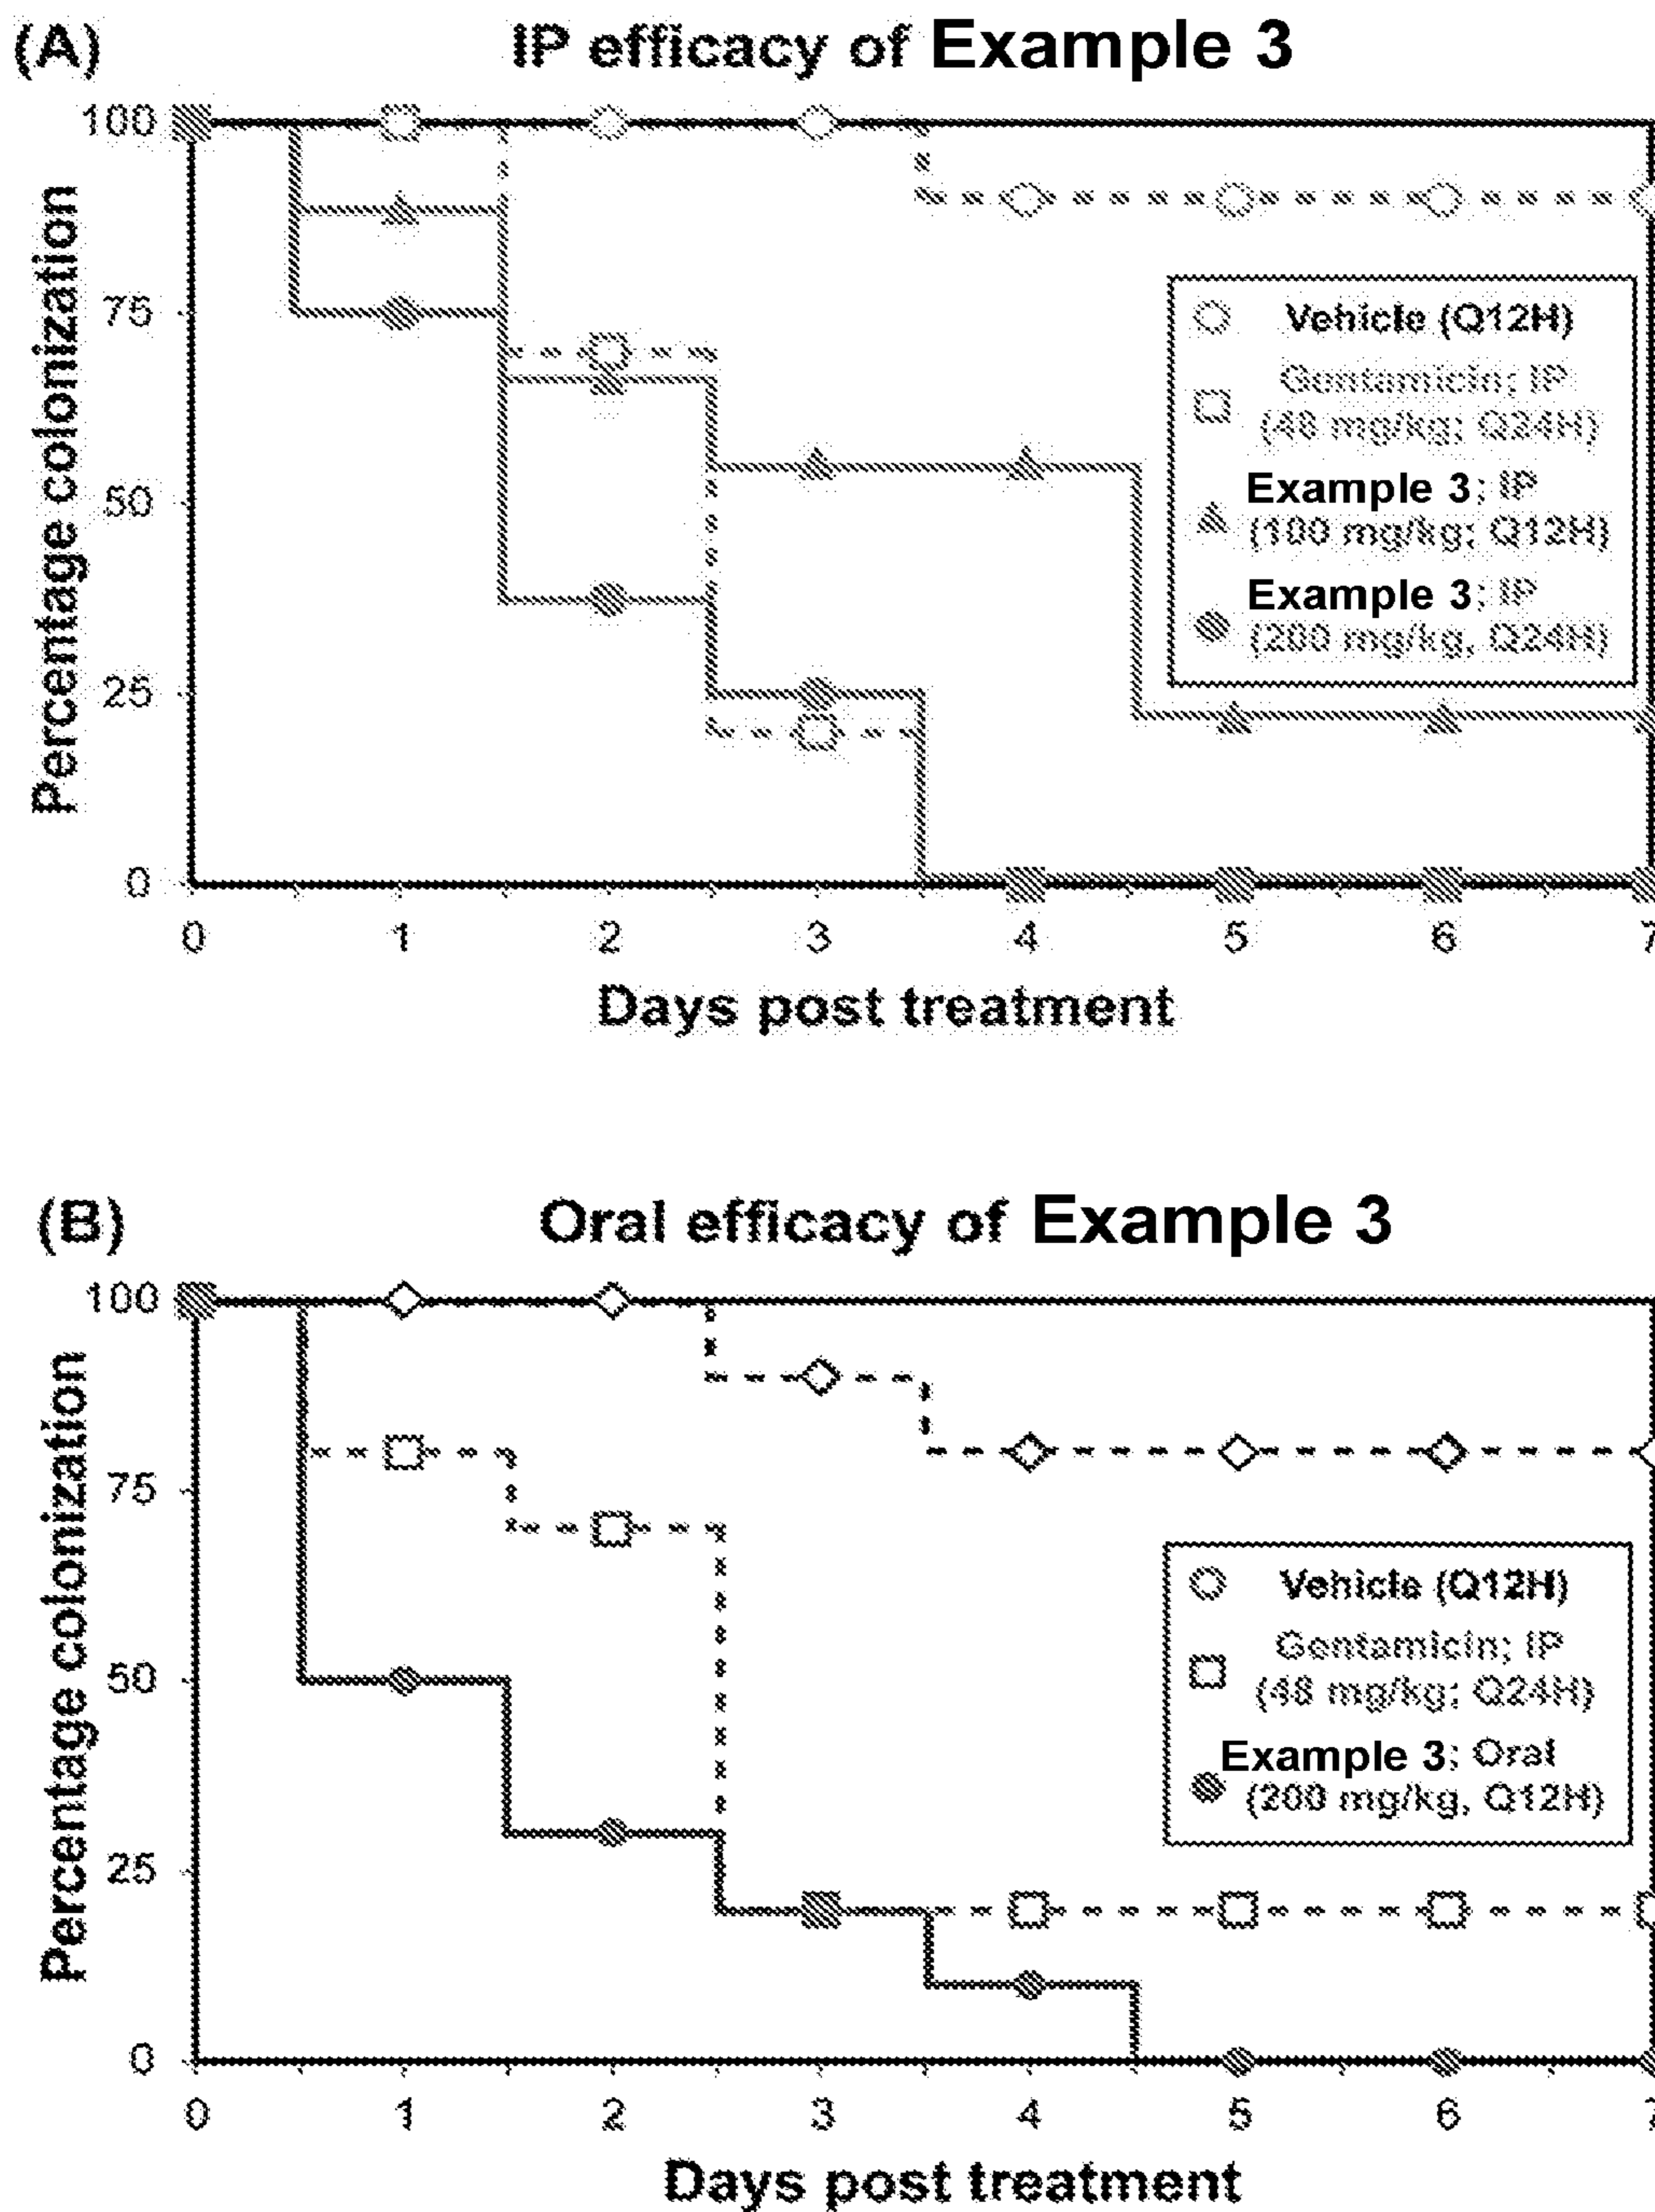 (A) IP efficacy of Example 3
100
75
50
25
0
Percentage colonization
Vehicle (Q12H)
Gentamicin; IP
(48 mg/kg; Q24H)
Example 3; IP
(100 mg/kg; Q12H)
Example 3; IP
(200 mg/kg, Q24H)
0 1 2 3 4 5 6 7
Days post treatment
(B) Oral efficacy of Example 3
100
75
50
25
0
Percentage colonization
Vehicle (Q12H)
Gentamicin; IP
(48 mg/kg; Q24H)
Example 3; Oral
(200 mg/kg, Q12H)
0 1 2 3 4 5 6 7
Days post treatment